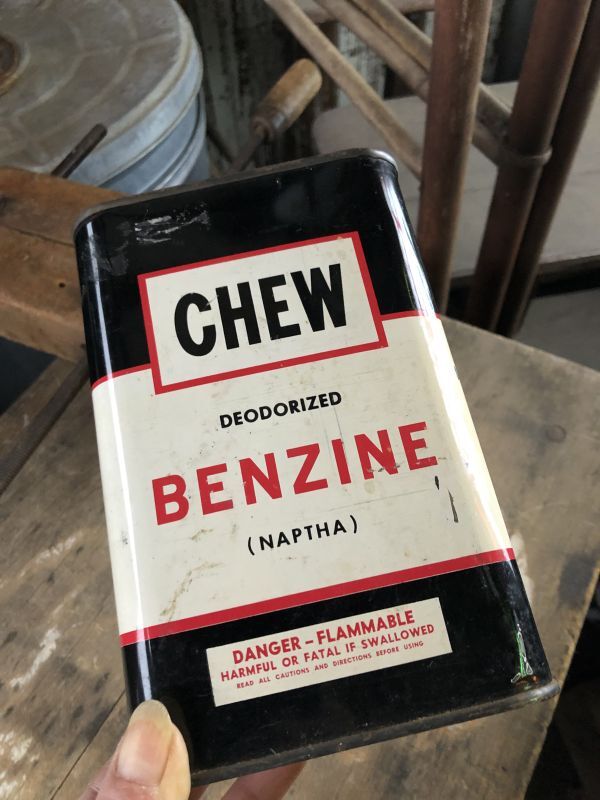 CHEW
DEODORIZED
BENZINE
(NAPTHA)
DANGER – FLAMMABLE
HARMFUL OR FATAL IF SWALLOWED
READ ALL CAUTIONS AND DIRECTIONS BEFORE USING